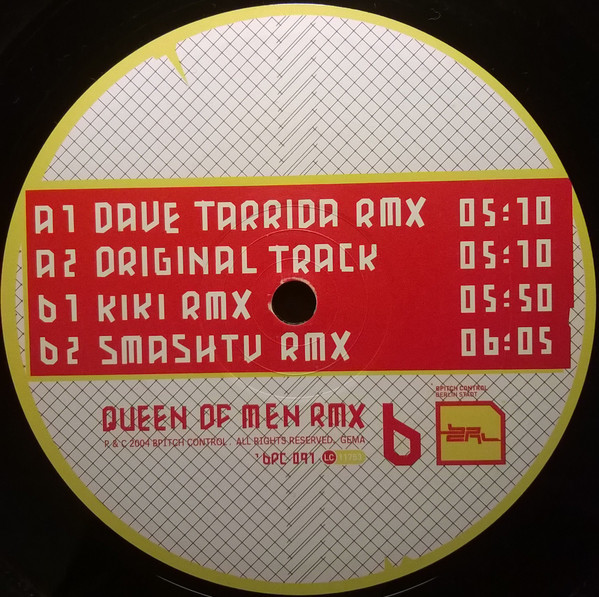 A1 DAVE TARRIDA RMX 05:10
A2 ORIGINAL TRACK 05:10
b1 KIKI RMX 05:50
b2 SMASHTV RMX 06:05
QUEEN OF MEN RMX
P & C 2004 BPITCH CONTROL . ALL RIGHTS RESERVED. GEMA
bPC 091 LC 11753
b
BPITCH CONTROL
BERLIN STADT